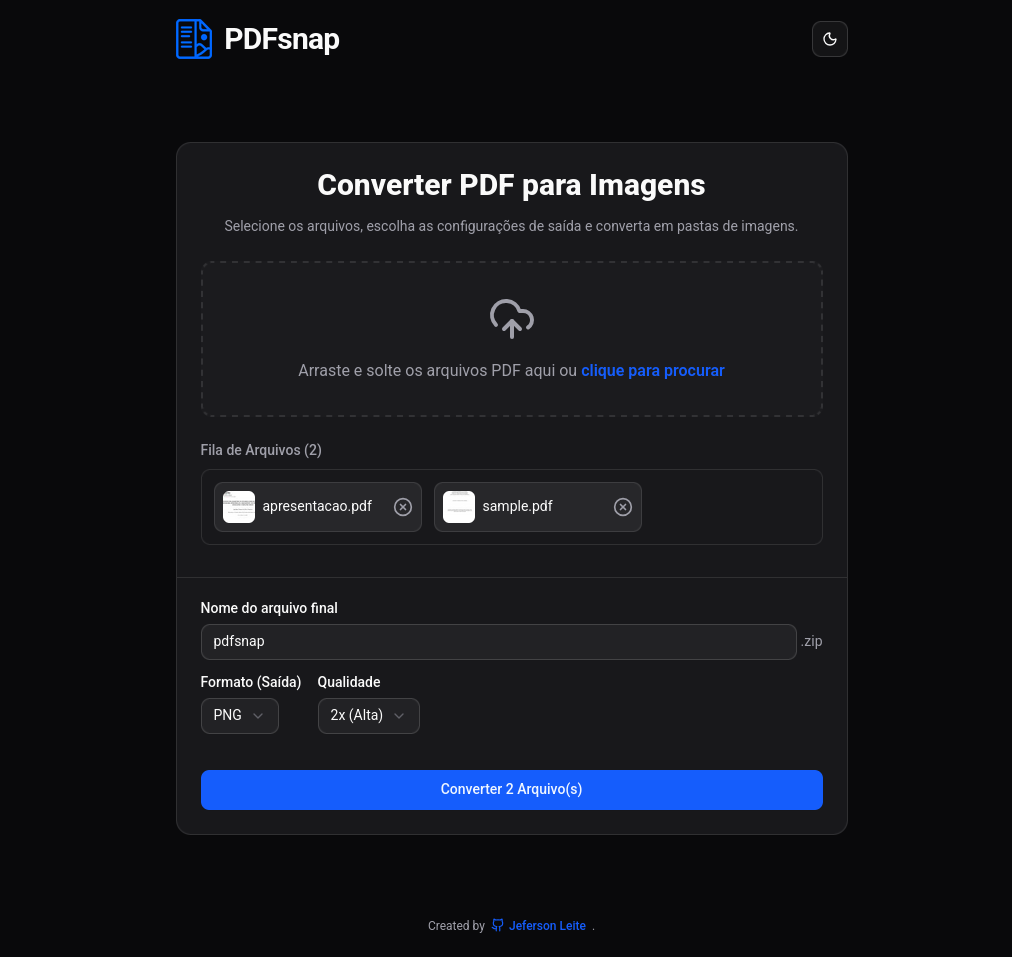 PDFsnap
Converter PDF para Imagens
Selecione os arquivos, escolha as configurações de saída e converta em pastas de imagens.
Arraste e solte os arquivos PDF aqui ou clique para procurar
Fila de Arquivos (2)
apresentacao.pdf
sample.pdf
Nome do arquivo final
pdfsnap
.zip
Formato (Saída) Qualidade
PNG 2x (Alta)
Converter 2 Arquivo(s)
Created by Jeferson Leite .